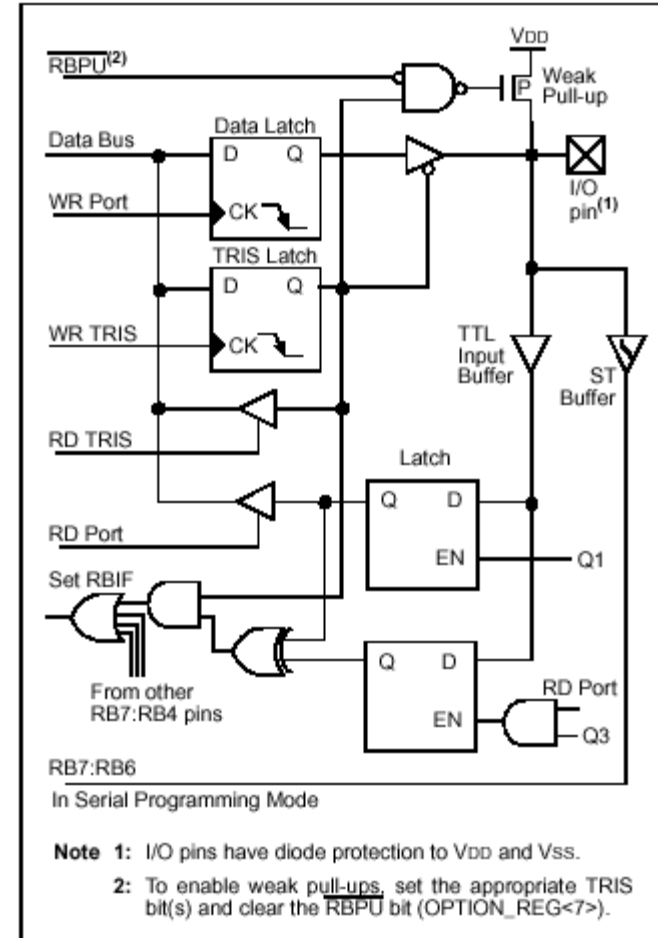 VDD
RBPU(2)
P
Weak
Pull-up
Data Bus
Data Latch
D Q
WR Port
CK
I/O
pin(1)
TRIS Latch
D Q
WR TRIS
CK
TTL
Input
Buffer
ST
Buffer
RD TRIS
Latch
Q D
RD Port
EN
Q1
Set RBIF
Q D
From other
RB7:RB4 pins
RD Port
EN
Q3
RB7:RB6
In Serial Programming Mode
Note 1: I/O pins have diode protection to VDD and VSS.
2: To enable weak pull-ups, set the appropriate TRIS
bit(s) and clear the RBPU bit (OPTION_REG<7>).